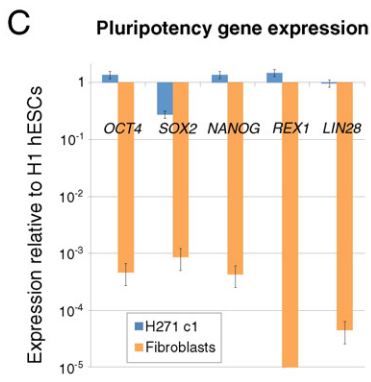 C
Pluripotency gene expression
Expression relative to H1 hESCs
1
10-1
10-2
10-3
10-4
10-5
OCT4 SOX2 NANOG REX1 LIN28
H271 c1
Fibroblasts